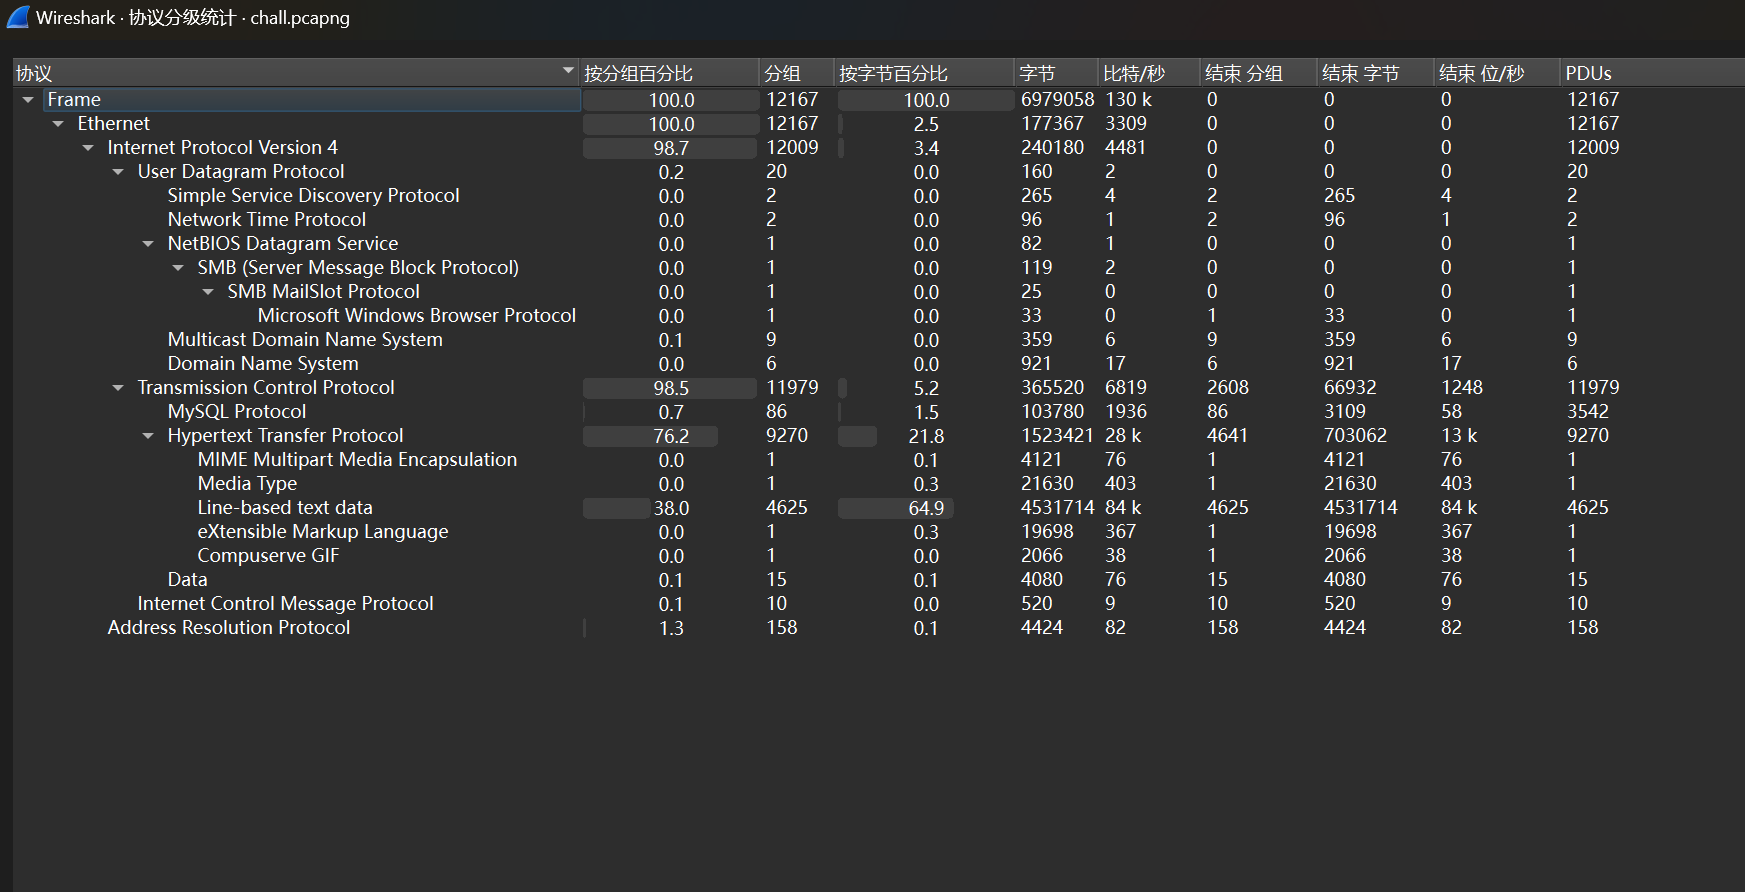 Wireshark · 协议分级统计 · chall.pcapng
协议 按分组百分比 分组 按字节百分比 字节 比特/秒 结束 分组 结束 字节 结束 位/秒 PDUs
Frame 100.0 12167 100.0 6979058 130 k 0 0 0 12167
Ethernet 100.0 12167 2.5 177367 3309 0 0 0 12167
Internet Protocol Version 4 98.7 12009 3.4 240180 4481 0 0 0 12009
User Datagram Protocol 0.2 20 0.0 160 2 0 0 0 20
Simple Service Discovery Protocol 0.0 2 0.0 265 4 2 265 4 2
Network Time Protocol 0.0 2 0.0 96 1 2 96 1 2
NetBIOS Datagram Service 0.0 1 0.0 82 1 0 0 0 1
SMB (Server Message Block Protocol) 0.0 1 0.0 119 2 0 0 0 1
SMB MailSlot Protocol 0.0 1 0.0 25 0 0 0 0 1
Microsoft Windows Browser Protocol 0.0 1 0.0 33 0 1 33 0 1
Multicast Domain Name System 0.1 9 0.0 359 6 9 359 6 9
Domain Name System 0.0 6 0.0 921 17 6 921 17 6
Transmission Control Protocol 98.5 11979 5.2 365520 6819 2608 66932 1248 11979
MySQL Protocol 0.7 86 1.5 103780 1936 86 3109 58 3542
Hypertext Transfer Protocol 76.2 9270 21.8 1523421 28 k 4641 703062 13 k 9270
MIME Multipart Media Encapsulation 0.0 1 0.1 4121 76 1 4121 76 1
Media Type 0.0 1 0.3 21630 403 1 21630 403 1
Line-based text data 38.0 4625 64.9 4531714 84 k 4625 4531714 84 k 4625
eXtensible Markup Language 0.0 1 0.3 19698 367 1 19698 367 1
Compuserve GIF 0.0 1 0.0 2066 38 1 2066 38 1
Data 0.1 15 0.1 4080 76 15 4080 76 15
Internet Control Message Protocol 0.1 10 0.0 520 9 10 520 9 10
Address Resolution Protocol 1.3 158 0.1 4424 82 158 4424 82 158